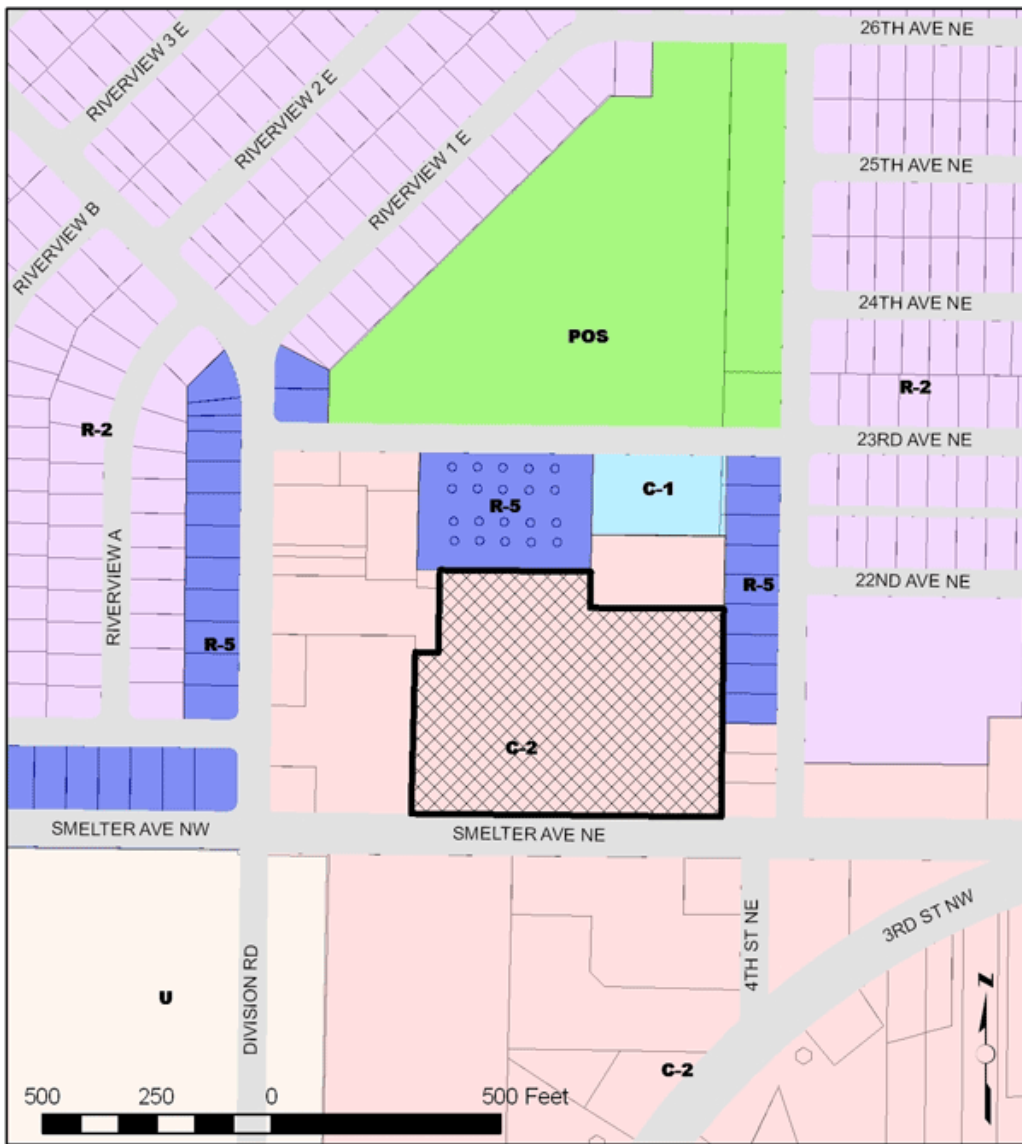 26TH AVE NE
RIVERVIEW 3 E
RIVERVIEW 2 E
RIVERVIEW 1 E
25TH AVE NE
RIVERVIEW B
24TH AVE NE
POS
R-2
R-2
23RD AVE NE
C-1
R-5
RIVERVIEW A
22ND AVE NE
R-5
R-5
C-2
SMELTER AVE NW
SMELTER AVE NE
3RD ST NW
4TH ST NE
DIVISION RD
U
N
C-2
500 250 0 500 Feet